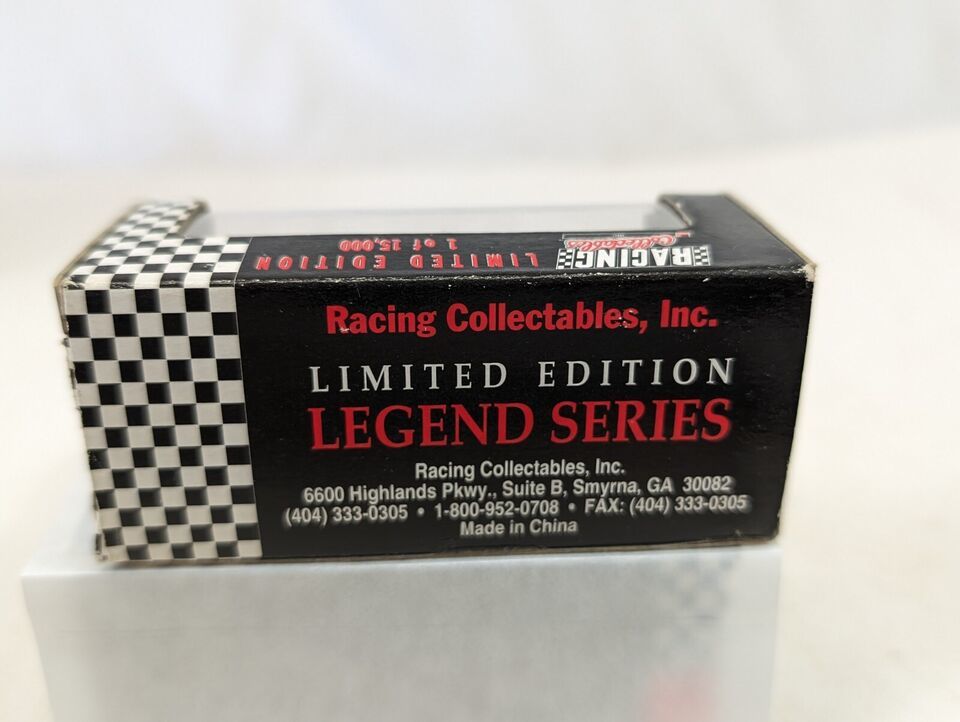 RACING
Collectables
LIMITED EDITION
1 of 15,000
Racing Collectables, Inc.
LIMITED EDITION
LEGEND SERIES
Racing Collectables, Inc.
6600 Highlands Pkwy., Suite B, Smyrna, GA 30082
(404) 333-0305 • 1-800-952-0708 • FAX: (404) 333-0305
Made in China